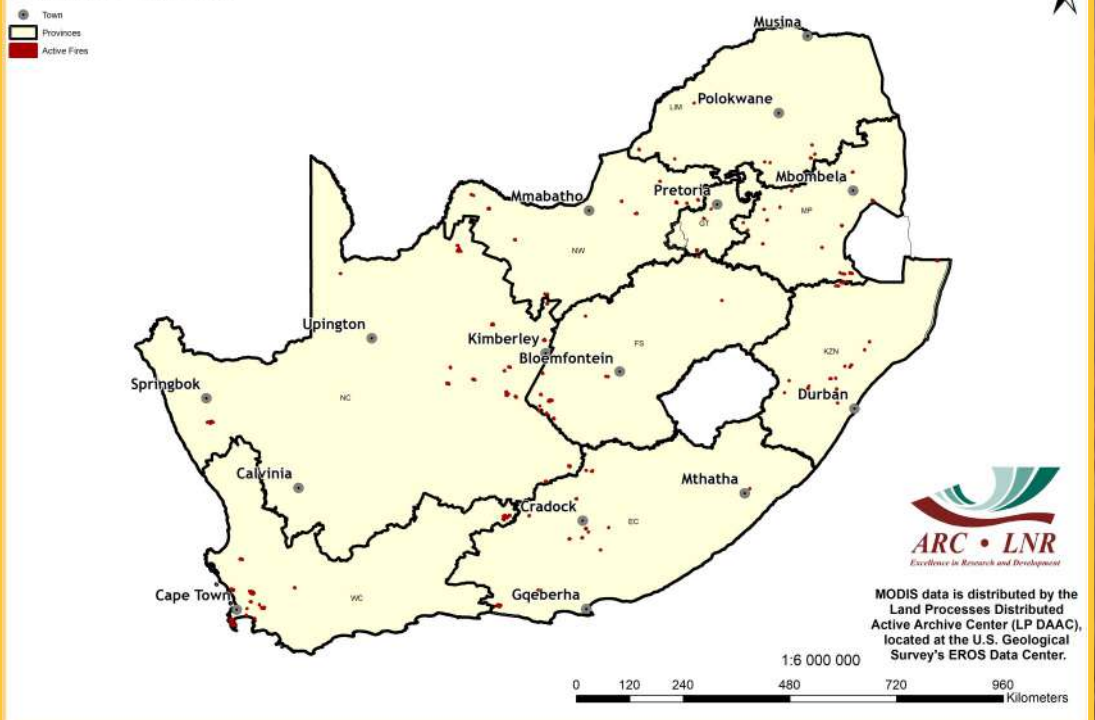 Town
Provinces
Active Fires
Musina
LIM
Polokwane
Mbombela
Pretoria
Mmabatho
MP
GT
NW
Upington
Kimberley
FS
Bloemfontein
KZN
Springbok
NC
Durban
Calvinia
Mthatha
Cradock
EC
Cape Town
WC
Gqeberha
ARC • LNR
Excellence in Research and Development
MODIS data is distributed by the
Land Processes Distributed
Active Archive Center (LP DAAC),
located at the U.S. Geological
Survey's EROS Data Center.
1:6 000 000
0 120 240 480 720 960
Kilometers